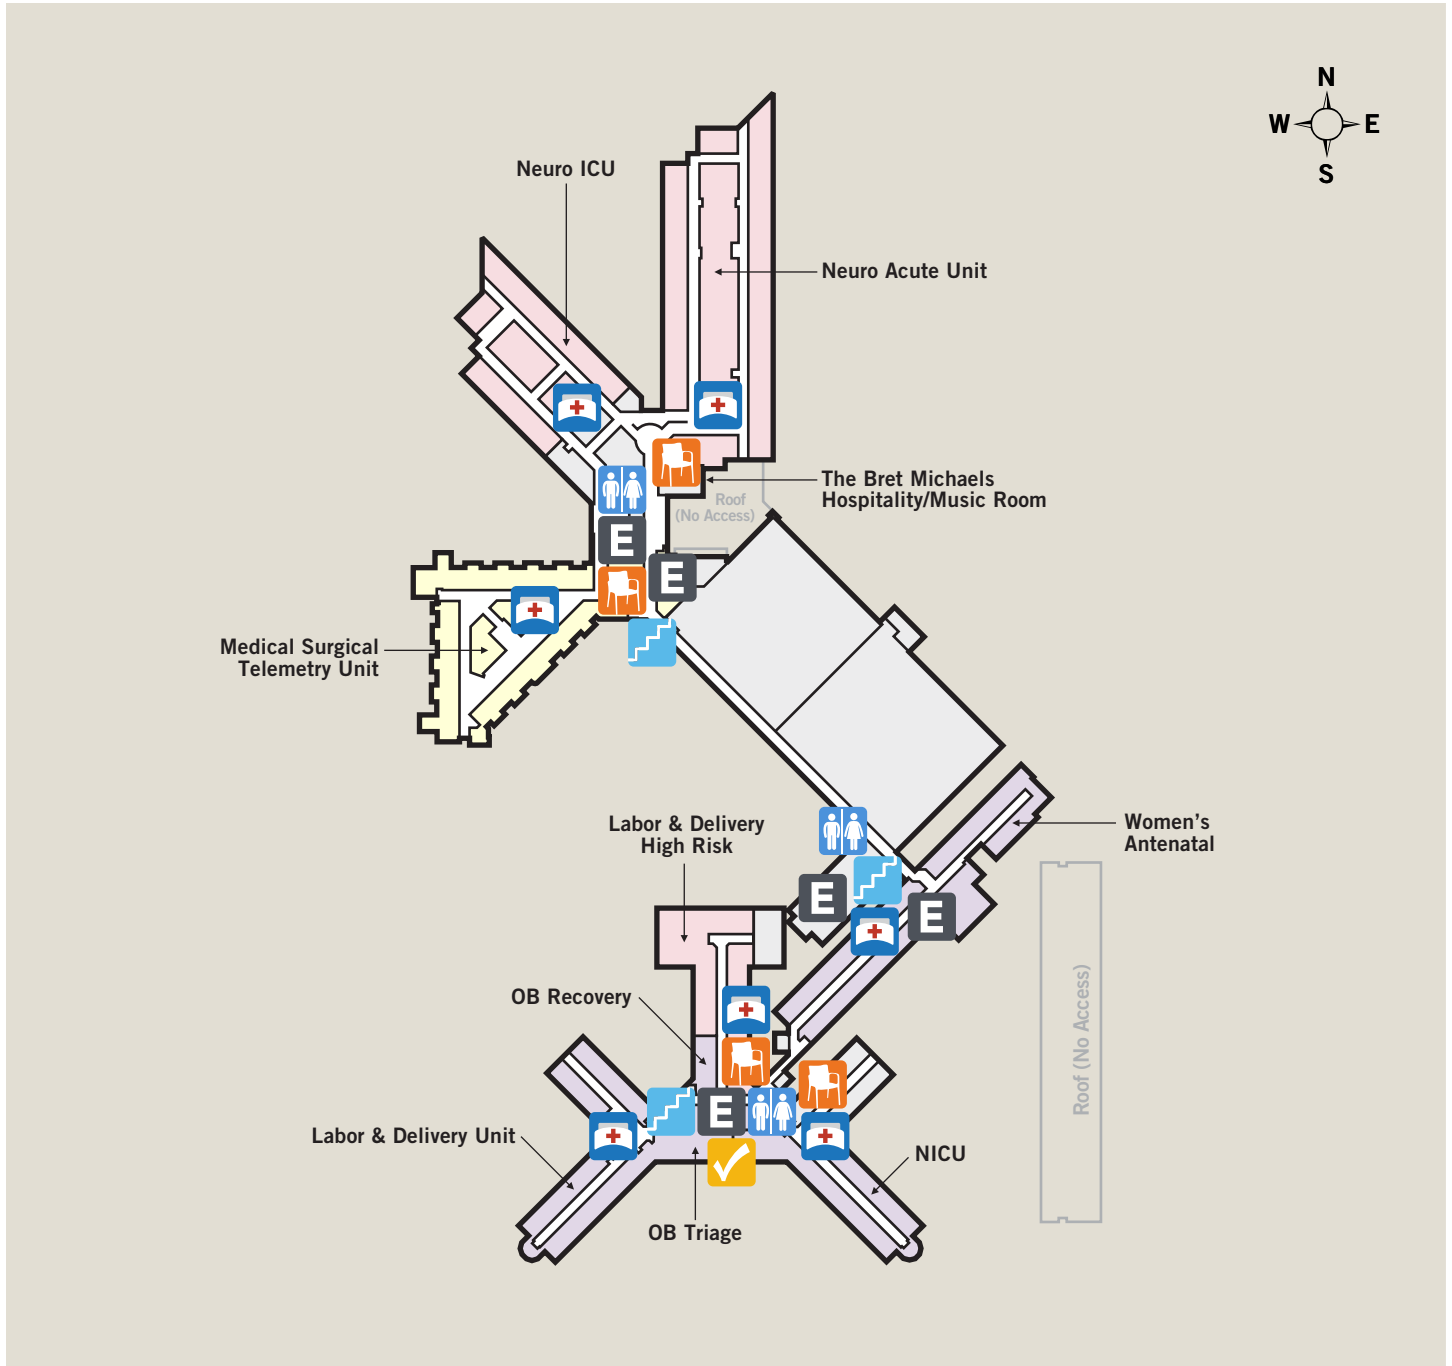 N
W E
S
Neuro ICU
Neuro Acute Unit
The Bret Michaels
Hospitality/Music Room
Roof
(No Access)
E
E
Medical Surgical
Telemetry Unit
Labor & Delivery
High Risk
Women's
Antenatal
E
E
OB Recovery
Roof (No Access)
E
Labor & Delivery Unit
NICU
OB Triage